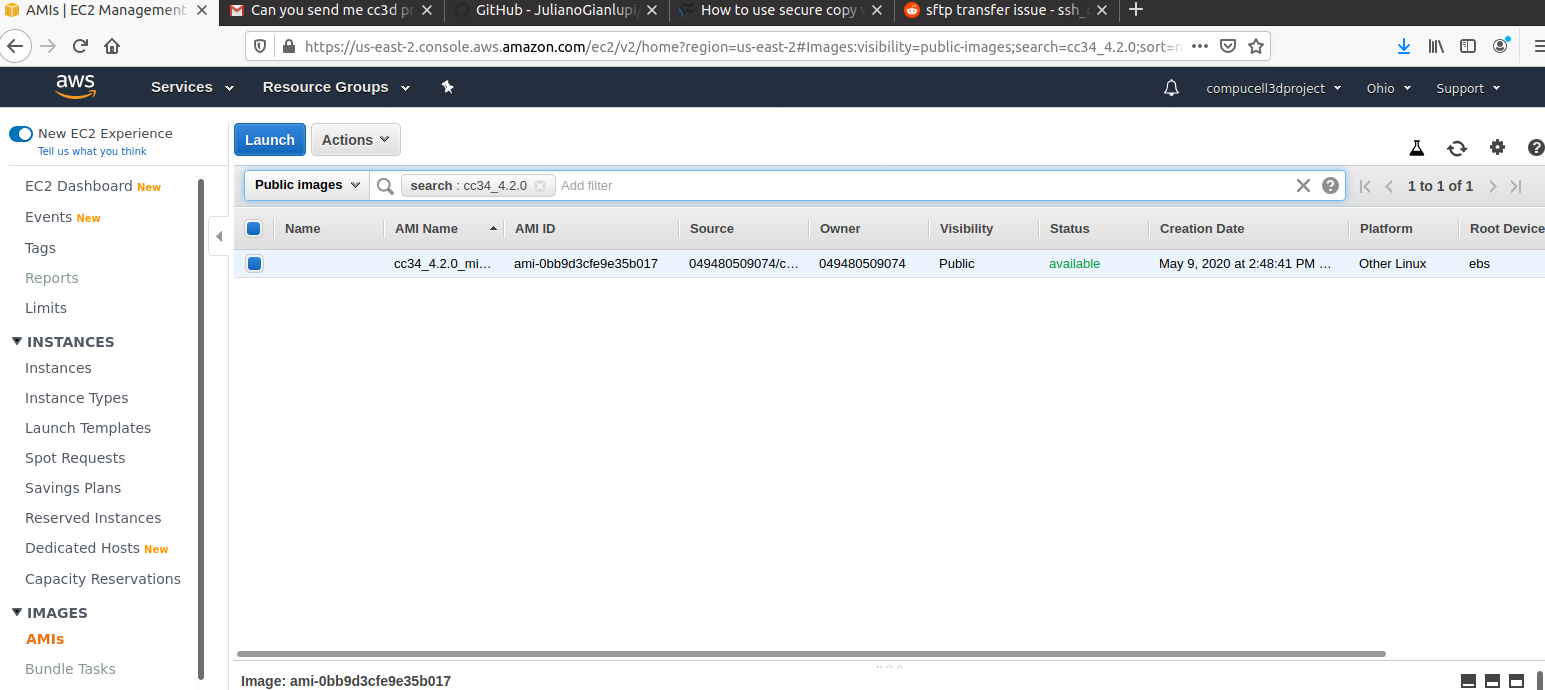 AMIs | EC2 Management
Can you send me cc3d pr
GitHub - JulianoGianlupi/
How to use secure copy
sftp transfer issue - ssh_
https://us-east-2.console.aws.amazon.com/ec2/v2/home?region=us-east-2#Images:visibility=public-images;search=cc34_4.2.0;sort=
aws
Services
Resource Groups
compucell3dproject
Ohio
Support
New EC2 Experience
Tell us what you think
Launch
Actions
EC2 Dashboard New
Events New
Tags
Reports
Limits
INSTANCES
Instances
Instance Types
Launch Templates
Spot Requests
Savings Plans
Reserved Instances
Dedicated Hosts New
Capacity Reservations
IMAGES
AMIs
Bundle Tasks
Public images
search : cc34_4.2.0
Add filter
1 to 1 of 1
Name AMI Name AMI ID Source Owner Visibility Status Creation Date Platform Root Device
cc34_4.2.0_mi... ami-0bb9d3cfe9e35b017 049480509074/c... 049480509074 Public available May 9, 2020 at 2:48:41 PM ... Other Linux ebs
Image: ami-0bb9d3cfe9e35b017